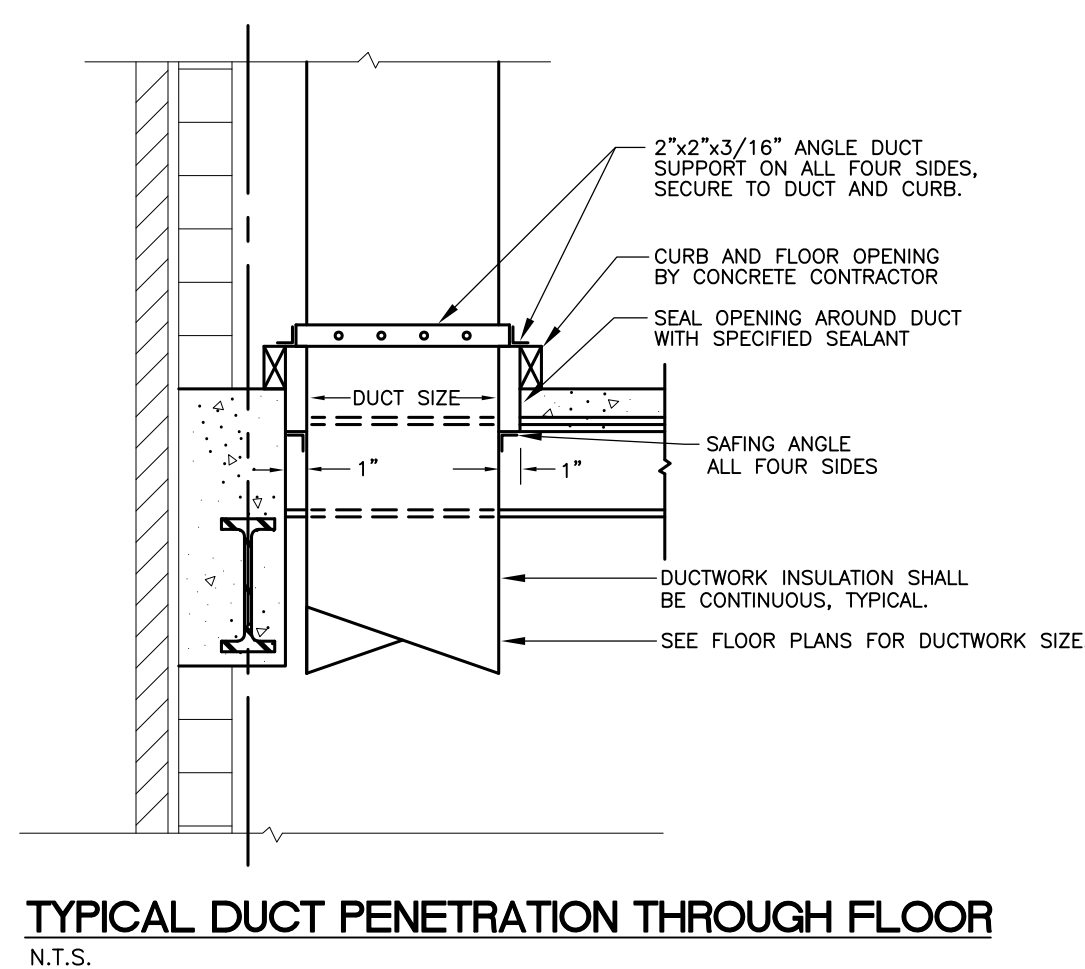 2"x2"x3/16" ANGLE DUCT
SUPPORT ON ALL FOUR SIDES,
SECURE TO DUCT AND CURB.
CURB AND FLOOR OPENING
BY CONCRETE CONTRACTOR
SEAL OPENING AROUND DUCT
WITH SPECIFIED SEALANT
DUCT SIZE
SAFING ANGLE
ALL FOUR SIDES
1"
1"
DUCTWORK INSULATION SHALL
BE CONTINUOUS, TYPICAL.
SEE FLOOR PLANS FOR DUCTWORK SIZE
TYPICAL DUCT PENETRATION THROUGH FLOOR
N.T.S.